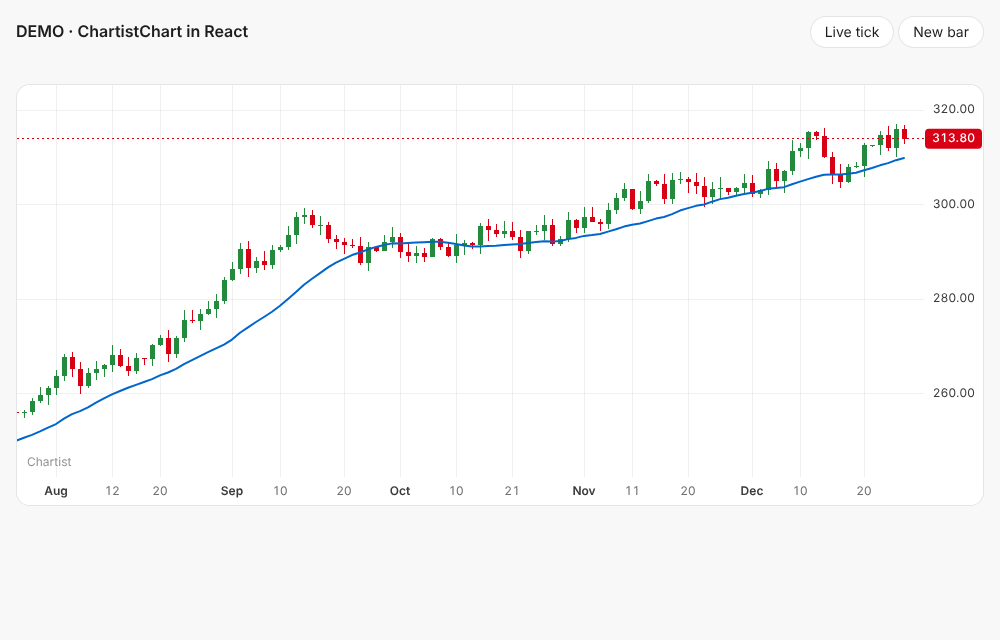 DEMO · ChartistChart in React
Live tick
New bar
320.00
313.80
300.00
280.00
260.00
Chartist
Aug 12 20 Sep 10 20 Oct 10 21 Nov 11 20 Dec 10 20